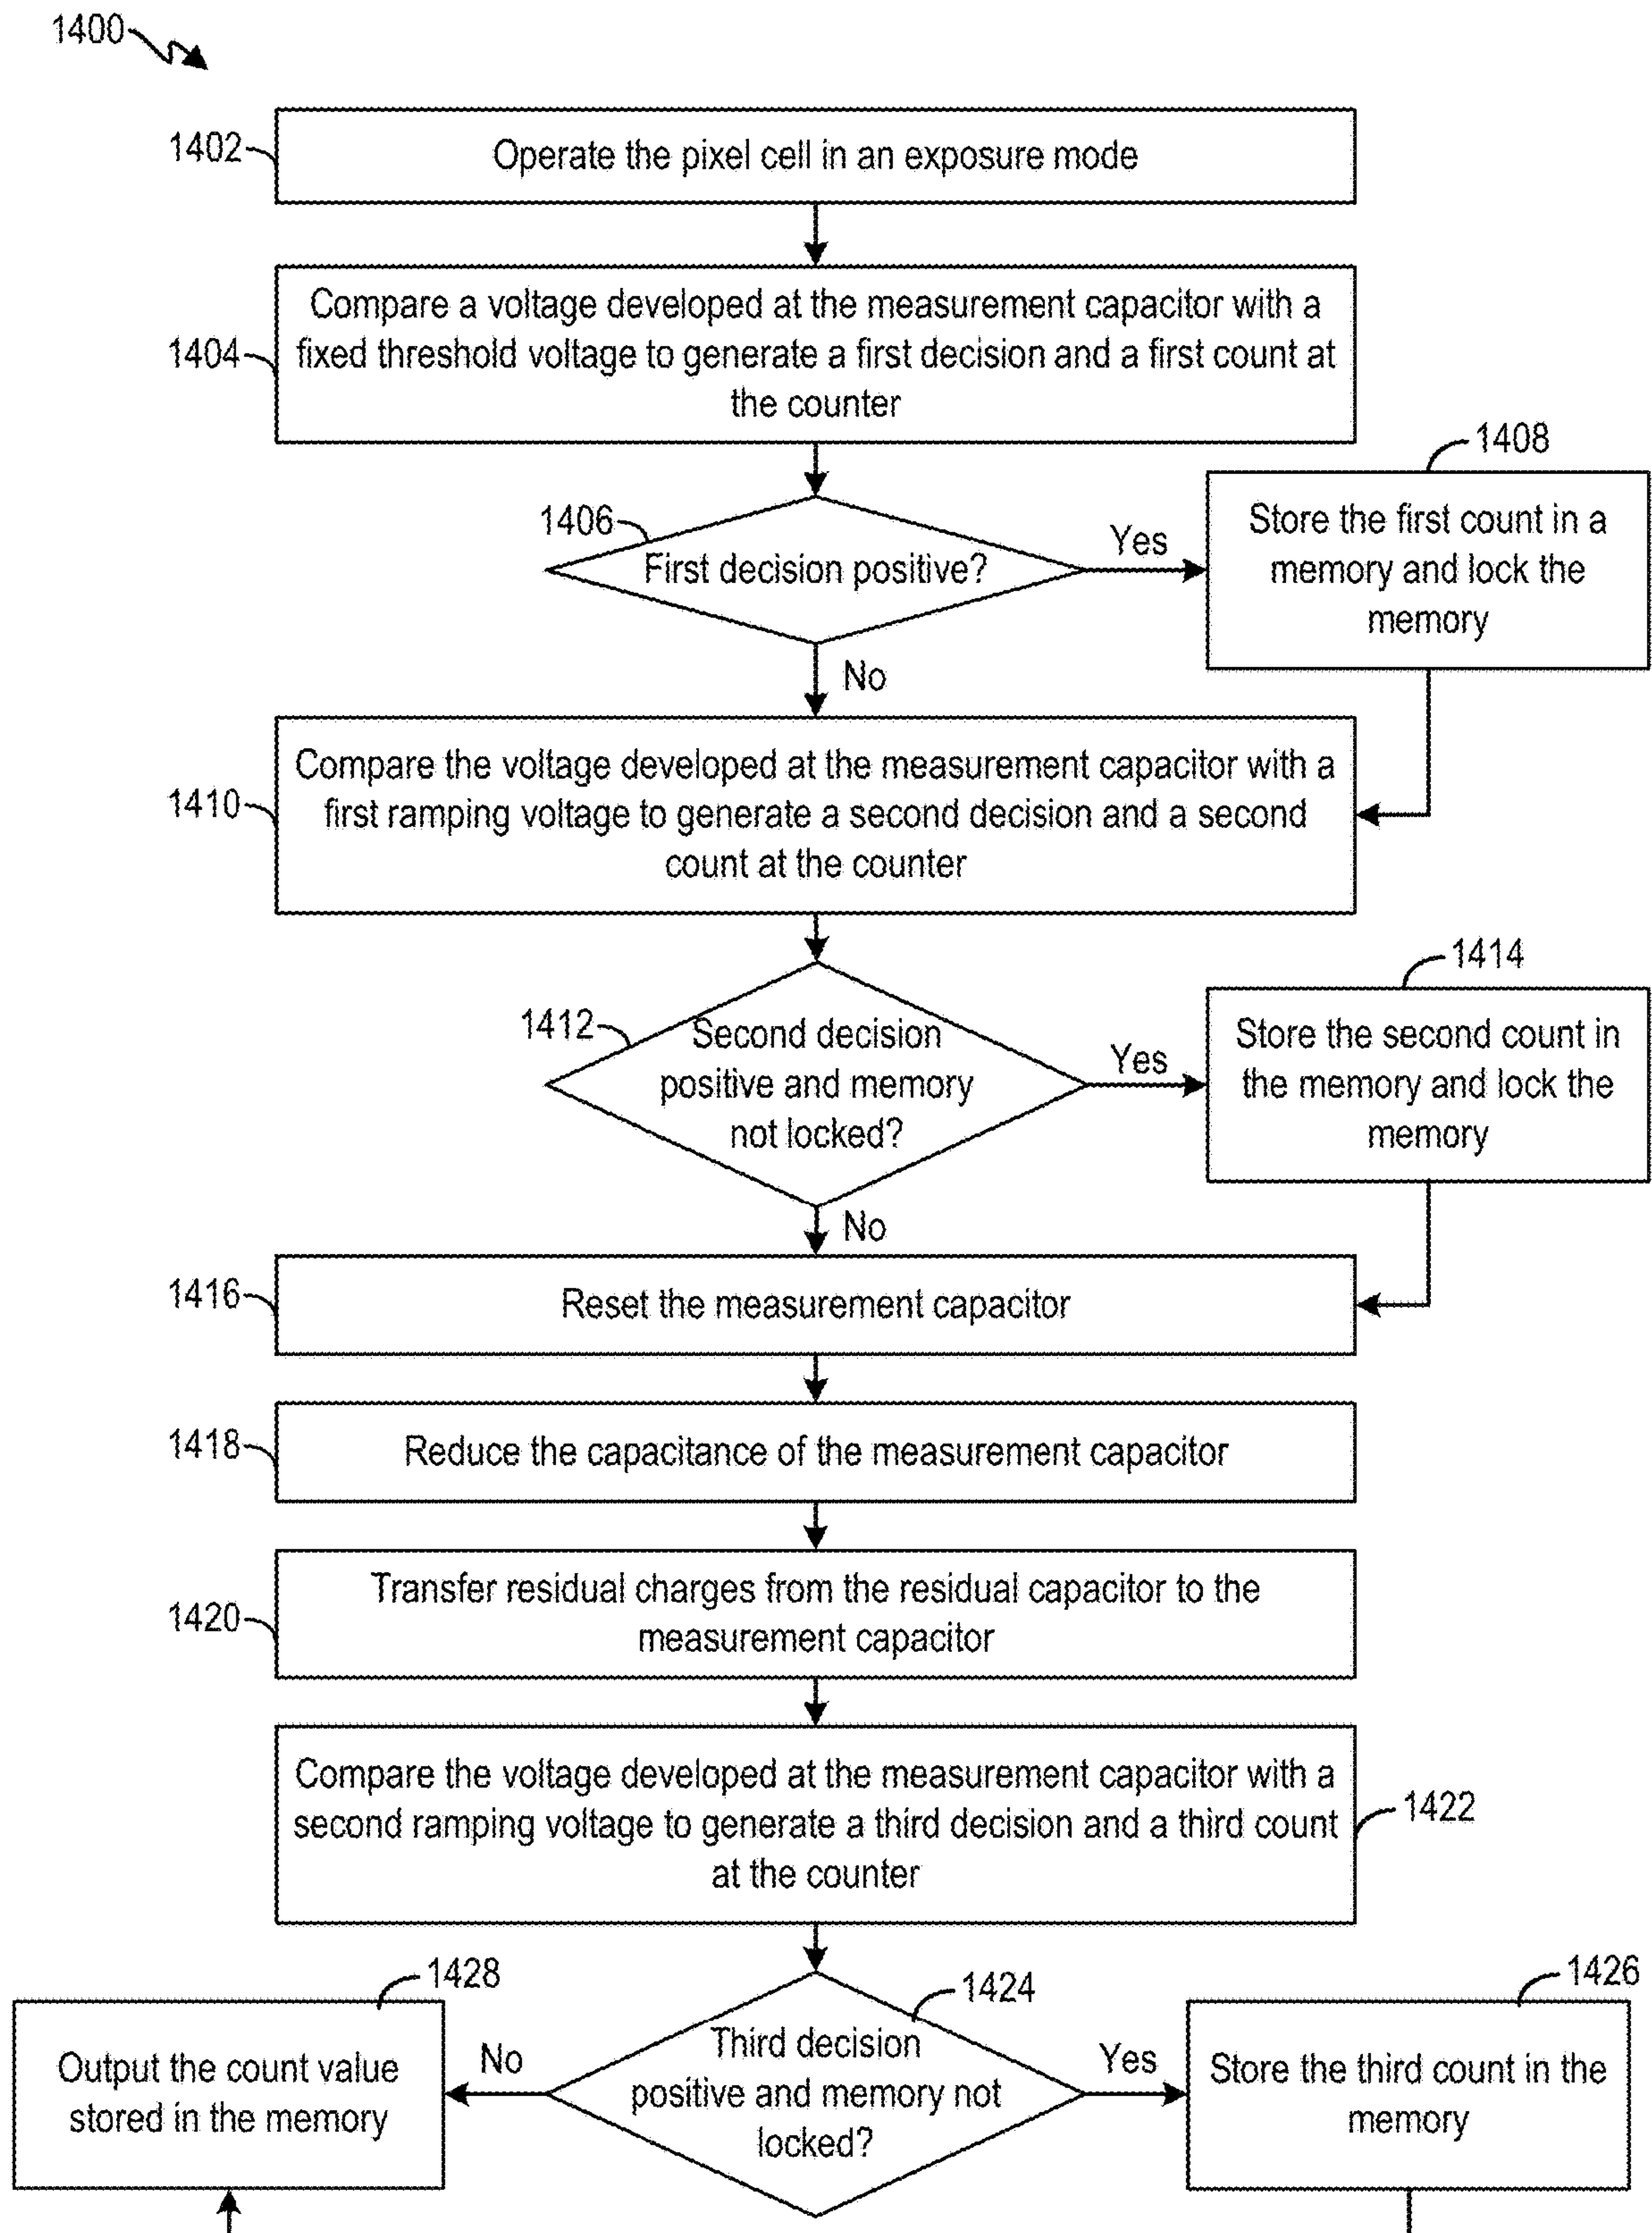 1400
1402
Operate the pixel cell in an exposure mode
1404
Compare a voltage developed at the measurement capacitor with a
fixed threshold voltage to generate a first decision and a first count at
the counter
1406
First decision positive?
Yes
1408
Store the first count in a
memory and lock the
memory
No
1410
Compare the voltage developed at the measurement capacitor with a
first ramping voltage to generate a second decision and a second
count at the counter
1412
Second decision
positive and memory
not locked?
Yes
1414
Store the second count in
the memory and lock the
memory
No
1416
Reset the measurement capacitor
1418
Reduce the capacitance of the measurement capacitor
1420
Transfer residual charges from the residual capacitor to the
measurement capacitor
Compare the voltage developed at the measurement capacitor with a
second ramping voltage to generate a third decision and a third count
at the counter
1422
1428
Output the count value
stored in the memory
No
1424
Third decision
positive and memory not
locked?
Yes
1426
Store the third count in the
memory